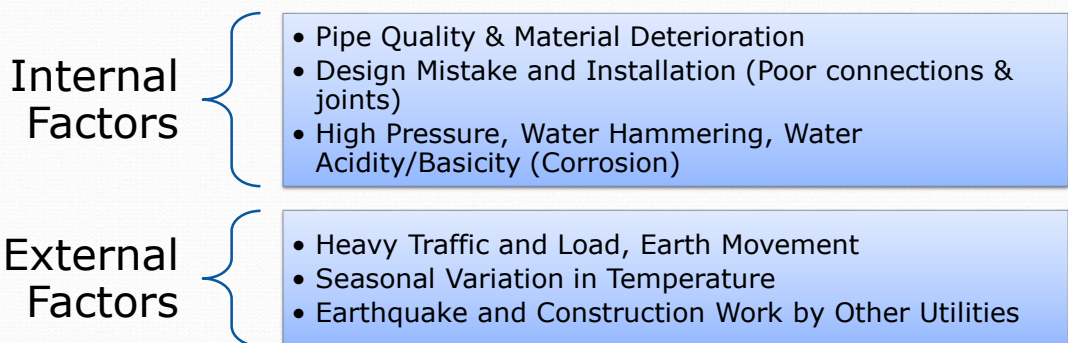 Internal
Factors
• Pipe Quality & Material Deterioration
• Design Mistake and Installation (Poor connections &
joints)
• High Pressure, Water Hammering, Water
Acidity/Basicity (Corrosion)
External
Factors
• Heavy Traffic and Load, Earth Movement
• Seasonal Variation in Temperature
• Earthquake and Construction Work by Other Utilities